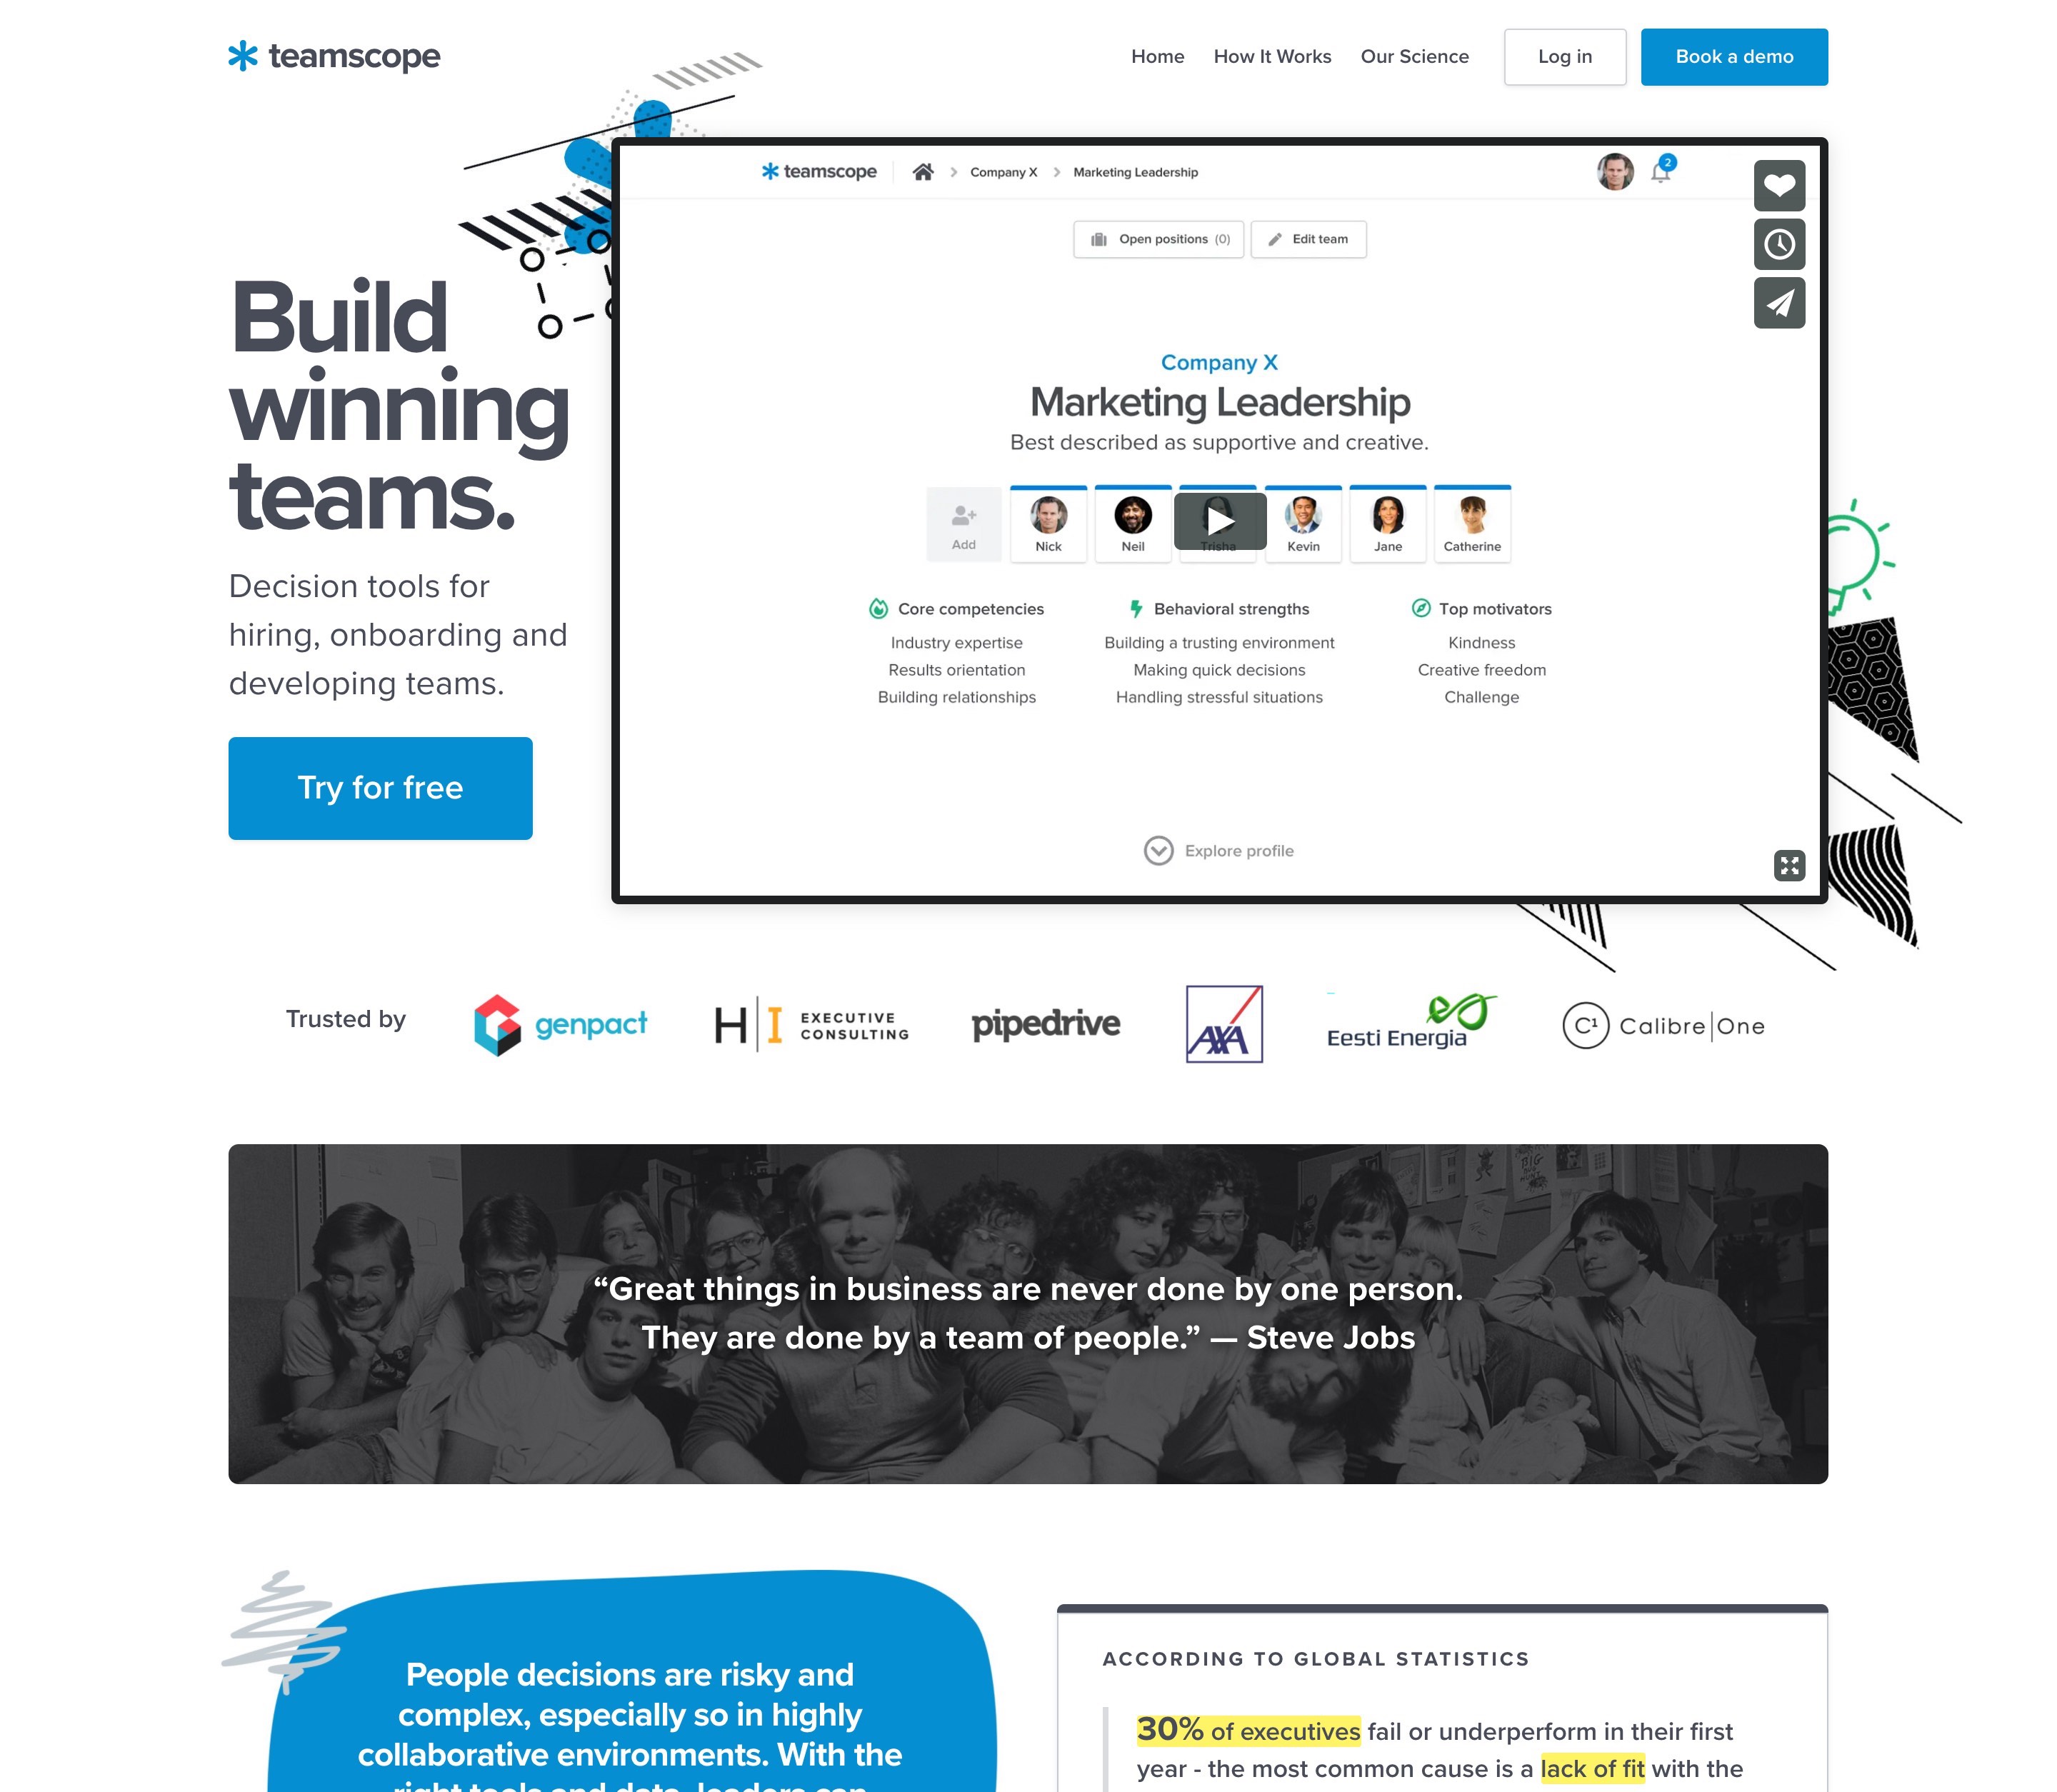 teamscope
Home How It Works Our Science Log in Book a demo
teamscope Company X Marketing Leadership 2
Open positions (0) Edit team
Build
winning
teams.
Decision tools for
hiring, onboarding and
developing teams.
Try for free
Company X
Marketing Leadership
Best described as supportive and creative.
Add Nick Neil Trisha Kevin Jane Catherine
Core competencies Behavioral strengths Top motivators
Industry expertise Building a trusting environment Kindness
Results orientation Making quick decisions Creative freedom
Building relationships Handling stressful situations Challenge
Explore profile
Trusted by
genpact
H I EXECUTIVE
CONSULTING
pipedrive
AXA
Eesti Energia
C¹ Calibre|One
“Great things in business are never done by one person.
They are done by a team of people.” — Steve Jobs
People decisions are risky and
complex, especially so in highly
collaborative environments. With the
right tools and data, leaders can
ACCORDING TO GLOBAL STATISTICS
30% of executives fail or underperform in their first
year - the most common cause is a lack of fit with the